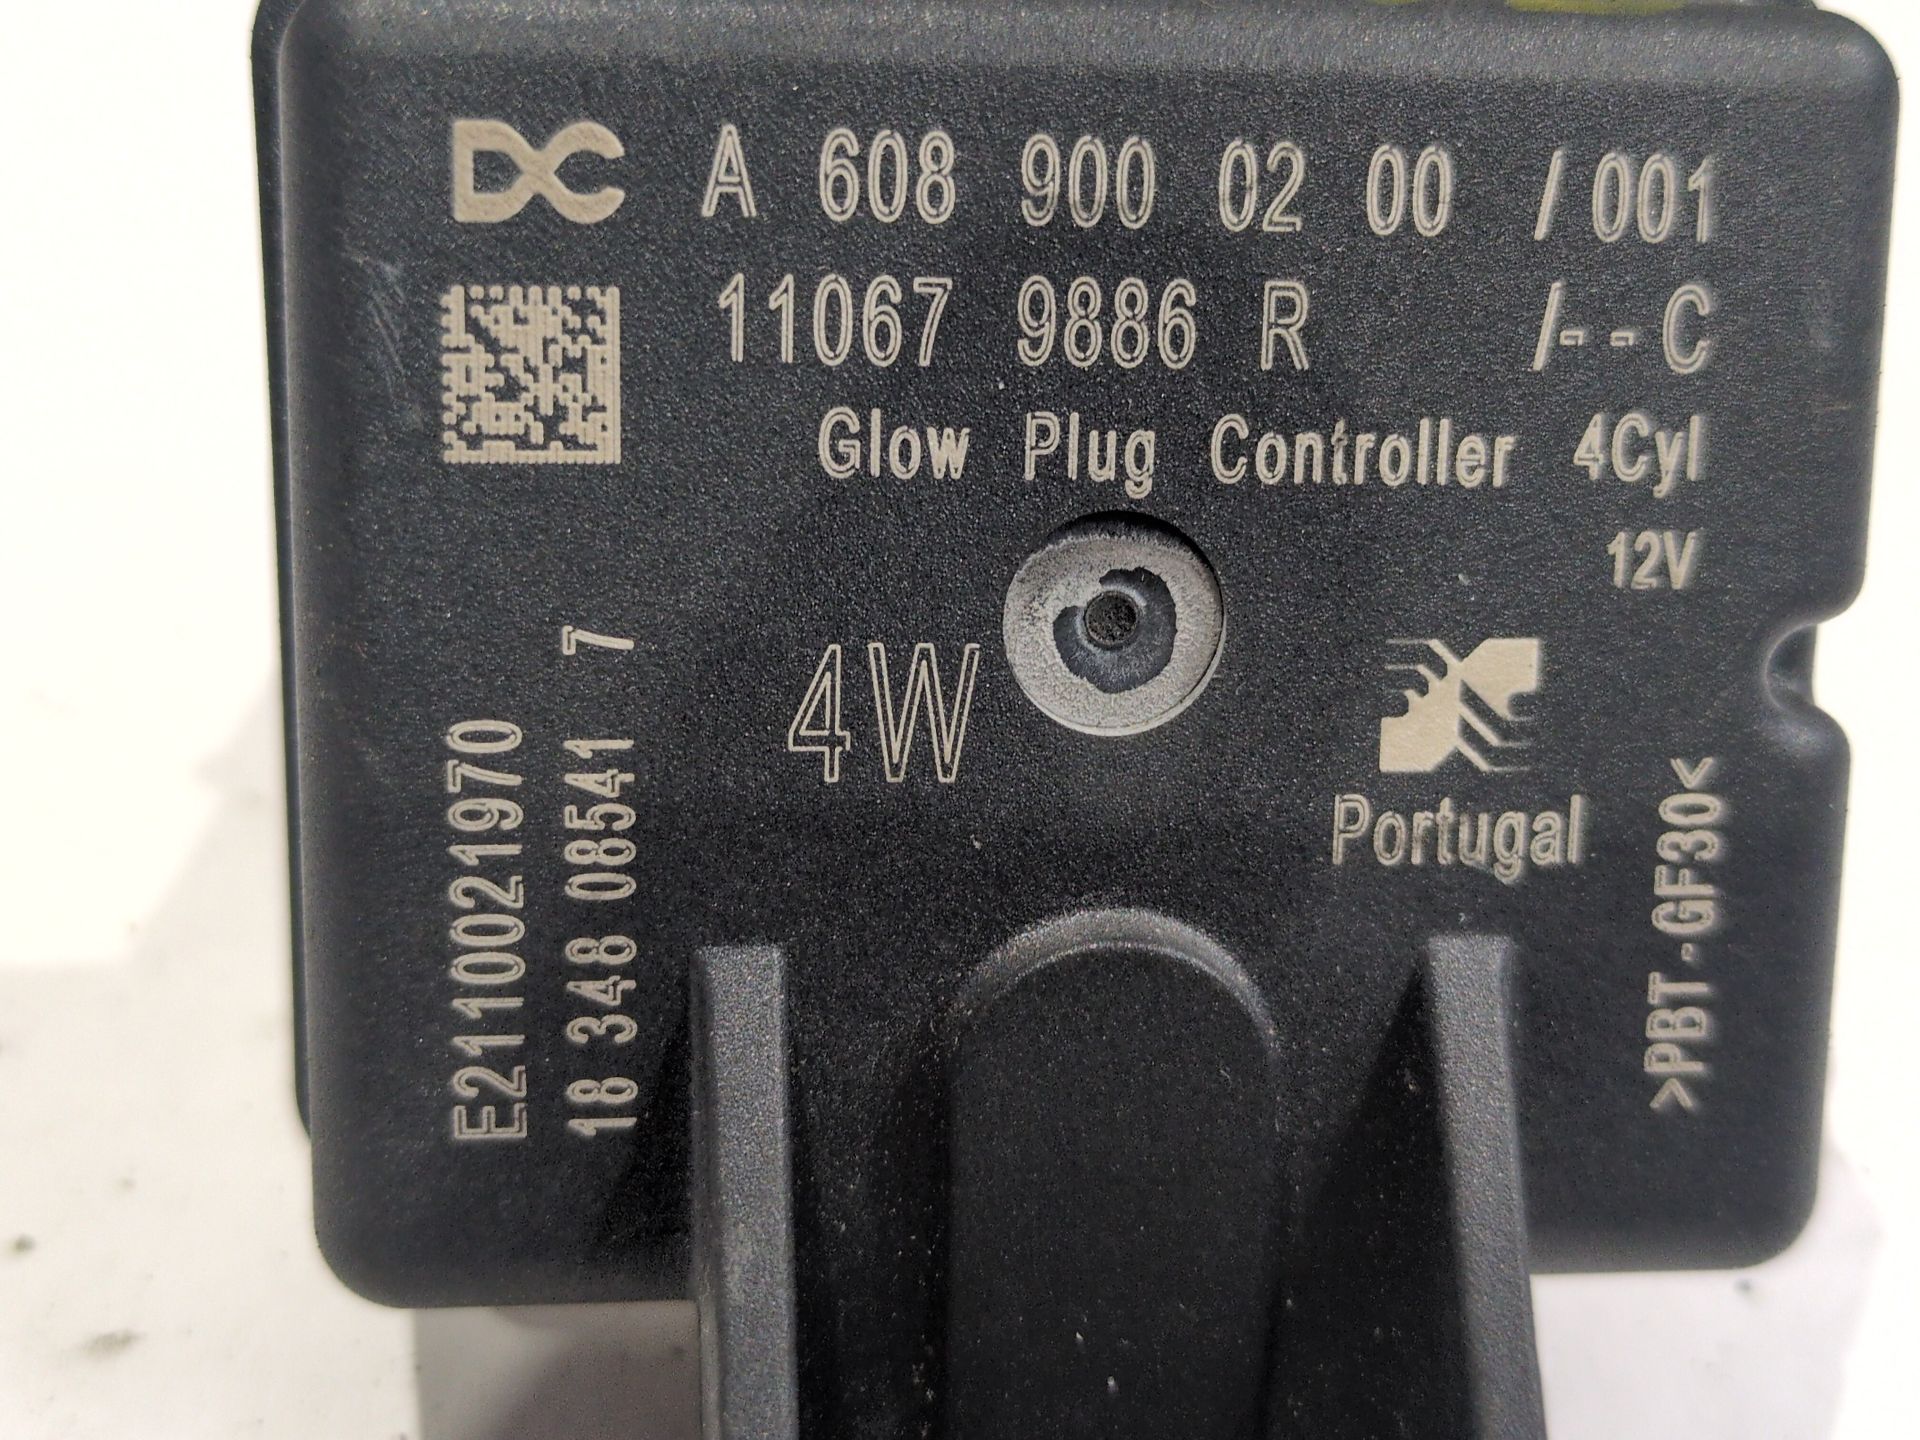 DC A 608 900 02 00 /001
11067 9886 R /--C
Glow Plug Controller 4Cyl
12V
4W
Portugal
E2110021970
18 348 08541 7
>PBT-GF30<